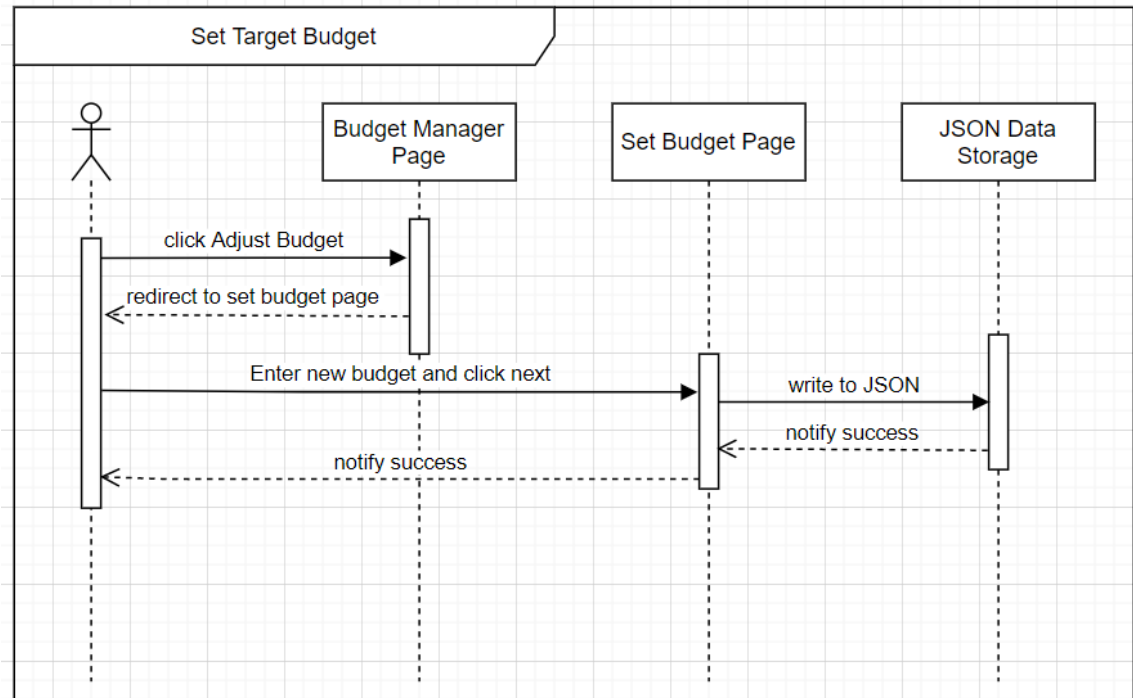 Set Target Budget
Budget Manager
Page
Set Budget Page
JSON Data
Storage
click Adjust Budget
redirect to set budget page
Enter new budget and click next
write to JSON
notify success
notify success